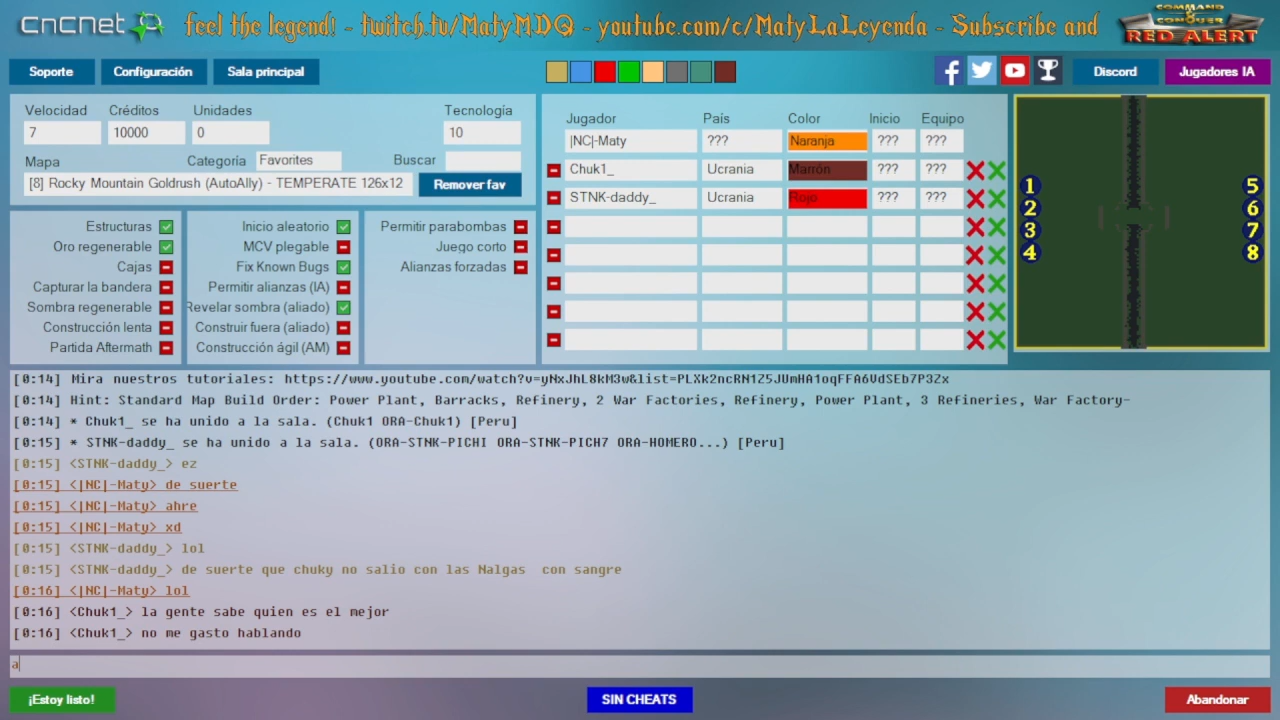 CnCNet feel the legend! - twitch.tv/MatyMDQ - youtube.com/c/MatyLaLeyenda - Subscribe and
COMMAND & CONQUER RED ALERT
Soporte Configuración Sala principal Discord Jugadores IA
Velocidad Créditos Unidades Tecnología
7 10000 0 10
Mapa Categoría Favorites Buscar
[8] Rocky Mountain Goldrush (AutoAlly) - TEMPERATE 126x12 Remover fav
Estructuras Inicio aleatorio Permitir parabombas
Oro regenerable MCV plegable Juego corto
Cajas Fix Known Bugs Alianzas forzadas
Capturar la bandera Permitir alianzas (IA)
Sombra regenerable Revelar sombra (aliado)
Construcción lenta Construir fuera (aliado)
Partida Aftermath Construcción ágil (AM)
Jugador País Color Inicio Equipo
|NC|-Maty ??? Naranja ??? ???
Chuk1_ Ucrania Marrón ??? ???
STNK-daddy_ Ucrania Rojo ??? ???
1 5
2 6
3 7
4 8
[0:14] Mira nuestros tutoriales: https://www.youtube.com/watch?v=yNxJhL8kM3w&list=PLXk2ncRN1Z5JUmHA1oqFFA6VdSEb7P3Zx
[0:14] Hint: Standard Map Build Order: Power Plant, Barracks, Refinery, 2 War Factories, Refinery, Power Plant, 3 Refineries, War Factory-
[0:14] * Chuk1_ se ha unido a la sala. (Chuk1 ORA-Chuk1) [Peru]
[0:15] * STNK-daddy_ se ha unido a la sala. (ORA-STNK-PICHI ORA-STNK-PICH7 ORA-HOMERO...) [Peru]
[0:15] <STNK-daddy_> ez
[0:15] <|NC|-Maty> de suerte
[0:15] <|NC|-Maty> ahre
[0:15] <|NC|-Maty> xd
[0:15] <STNK-daddy_> lol
[0:15] <STNK-daddy_> de suerte que chuky no salio con las Nalgas con sangre
[0:16] <|NC|-Maty> lol
[0:16] <Chuk1_> la gente sabe quien es el mejor
[0:16] <Chuk1_> no me gasto hablando
a
¡Estoy listo! SIN CHEATS Abandonar